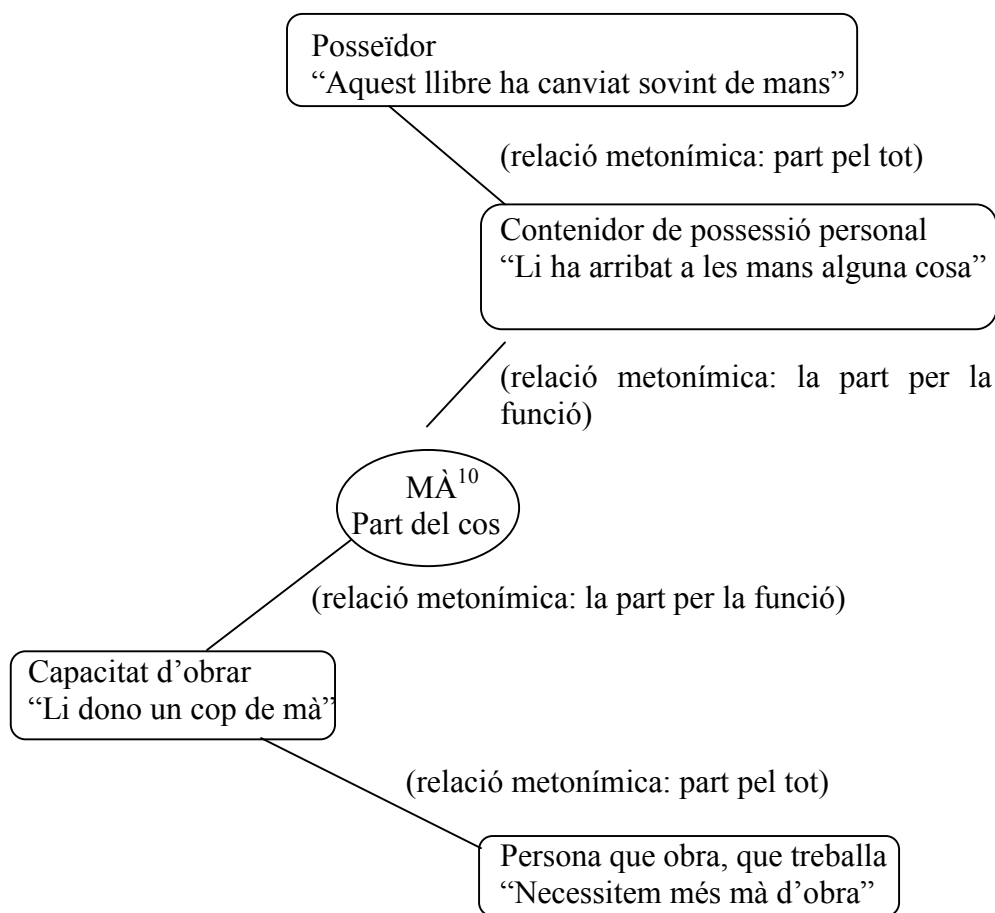 Posseïdor
“Aquest llibre ha canviat sovint de mans”
(relació metonímica: part pel tot)
Contenidor de possessió personal
“Li ha arribat a les mans alguna cosa”
(relació metonímica: la part per la
funció)
MÀ10
Part del cos
(relació metonímica: la part per la funció)
Capacitat d’obrar
“Li dono un cop de mà”
(relació metonímica: part pel tot)
Persona que obra, que treballa
“Necessitem més mà d’obra”